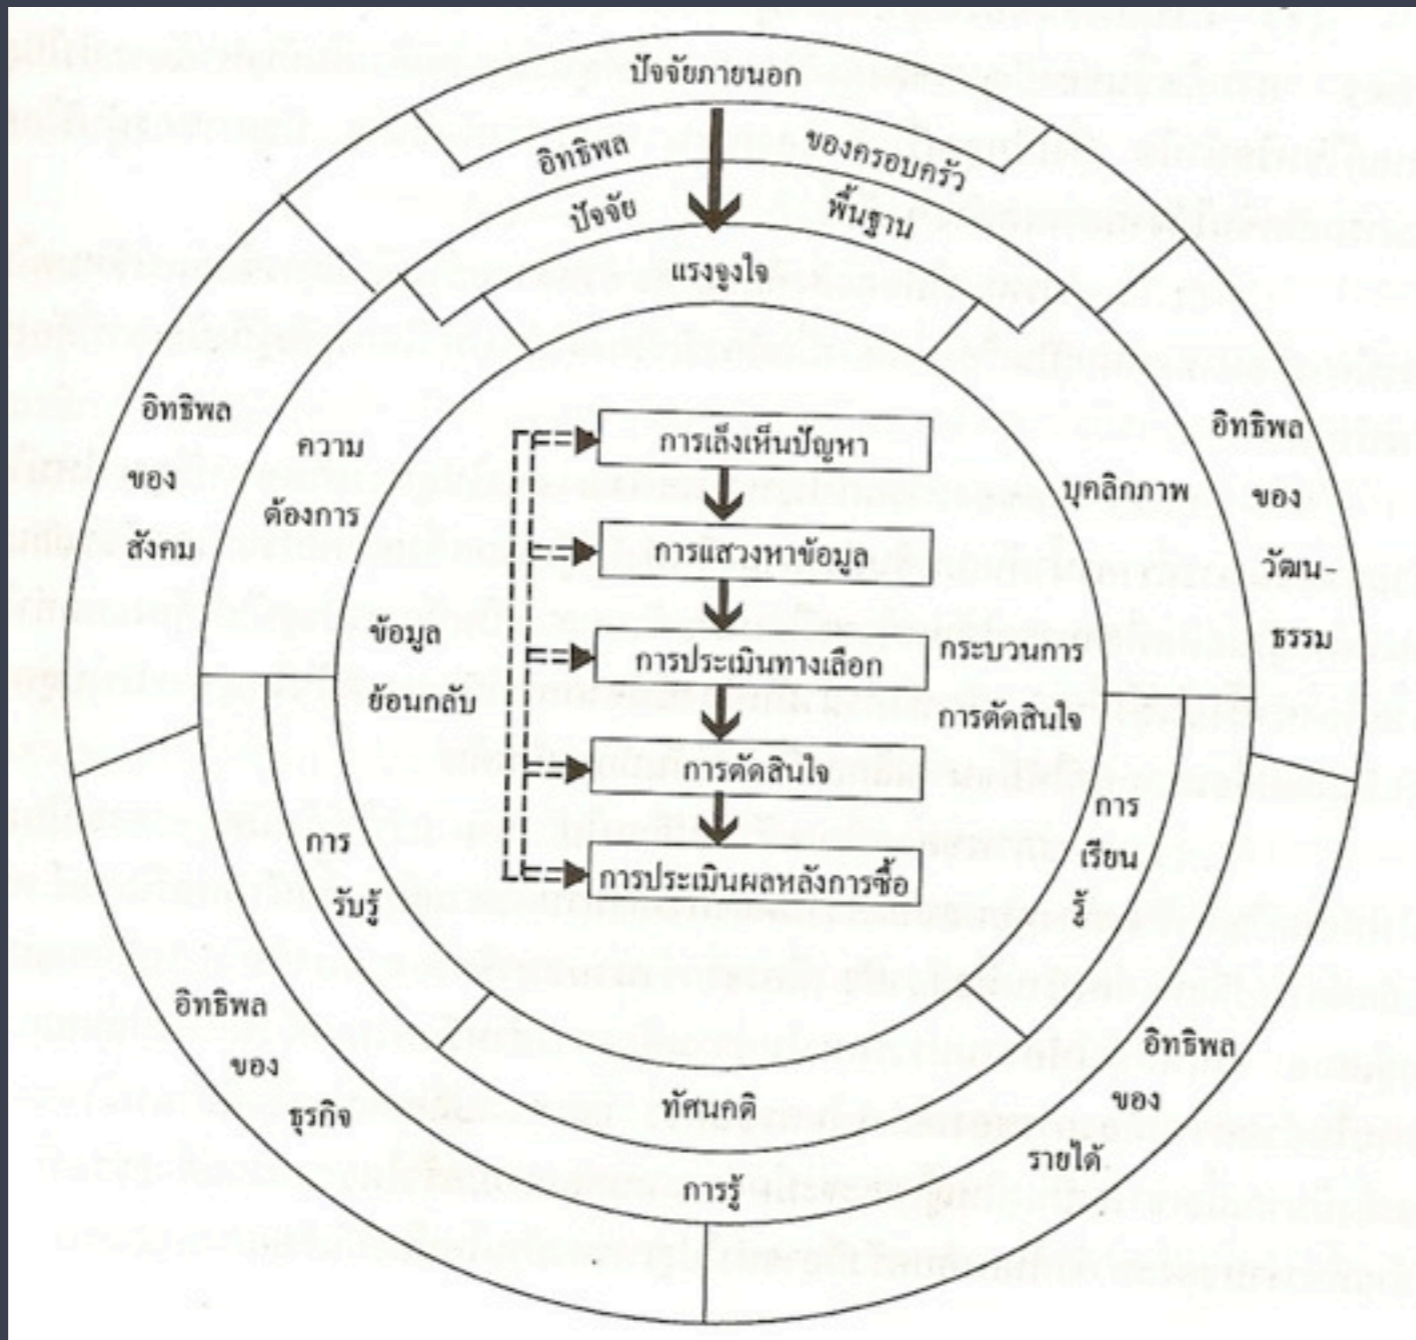 ปัจจัยภายนอก
อิทธิพล ของครอบครัว
ปัจจัย พื้นฐาน
แรงจูงใจ
อิทธิพล
ของ
สังคม
ความ
ต้องการ
บุคลิกภาพ
อิทธิพล
ของ
วัฒน-
ธรรม
การเล็งเห็นปัญหา
การแสวงหาข้อมูล
การประเมินทางเลือก
การตัดสินใจ
การประเมินผลหลังการซื้อ
ข้อมูล
ย้อนกลับ
กระบวนการ
การตัดสินใจ
การ
รับรู้
การ
เรียน
รู้
อิทธิพล
ของ
ธุรกิจ
ทัศนคติ
การรู้
อิทธิพล
ของ
รายได้